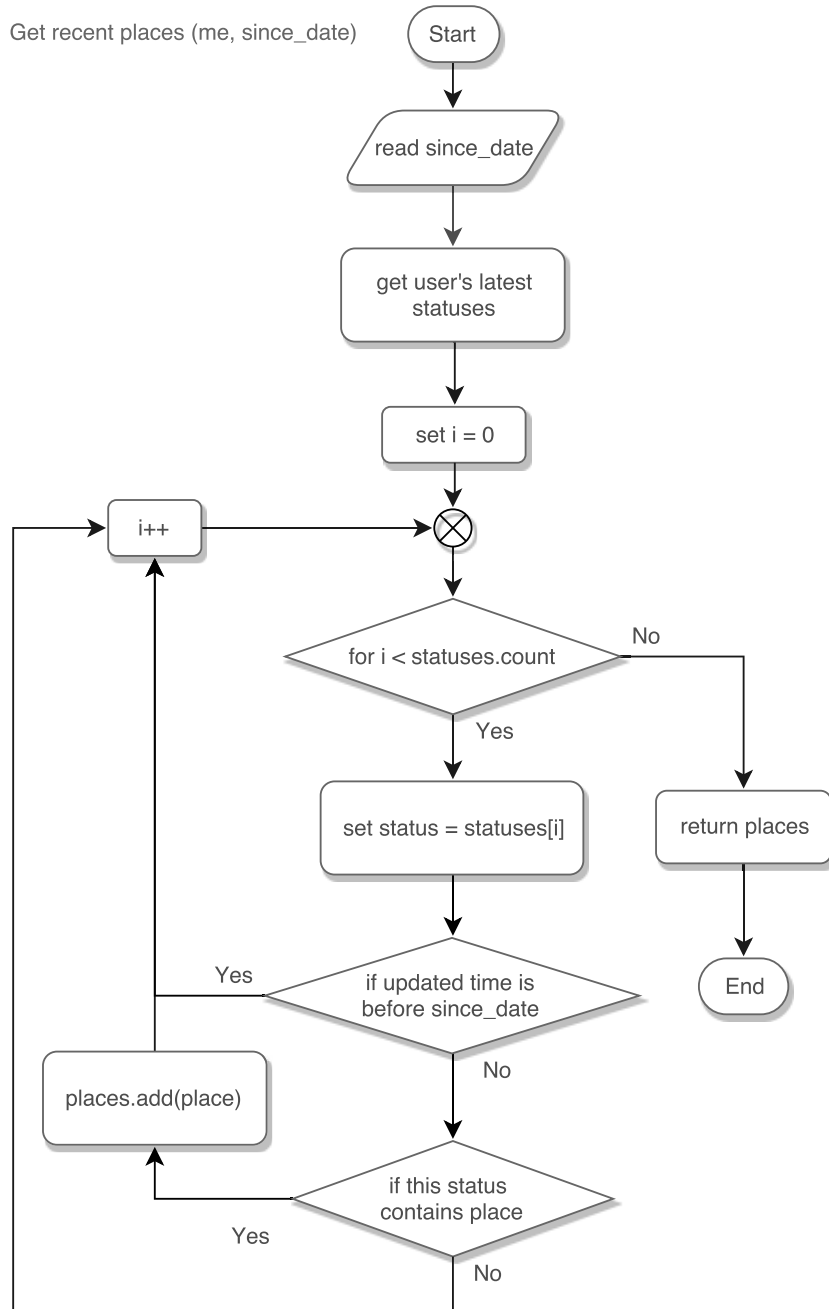 Get recent places (me, since_date)
Start
read since_date
get user's latest
statuses
set i = 0
i++
for i < statuses.count
No
Yes
set status = statuses[i]
return places
if updated time is
before since_date
Yes
End
No
places.add(place)
if this status
contains place
Yes
No